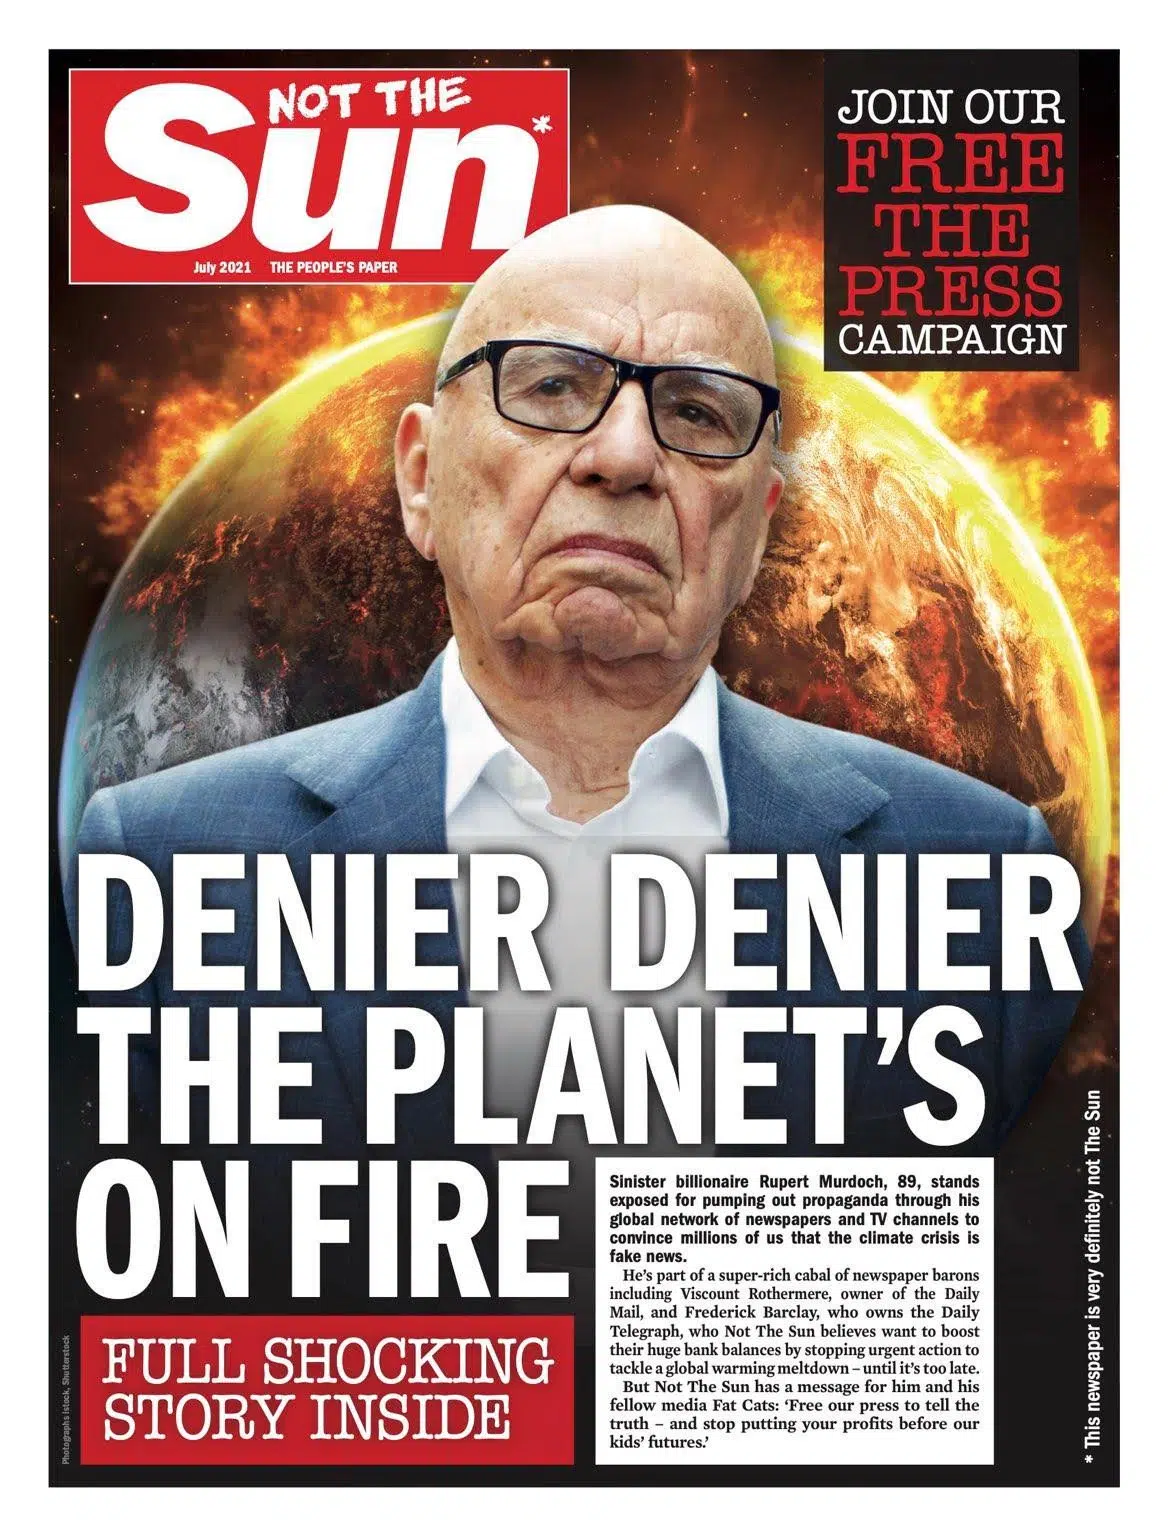 NOT THE
Sun*
July 2021 THE PEOPLE'S PAPER
JOIN OUR
FREE
THE
PRESS
CAMPAIGN
DENIER DENIER
THE PLANET'S
ON FIRE
FULL SHOCKING
STORY INSIDE
Sinister billionaire Rupert Murdoch, 89, stands
exposed for pumping out propaganda through his
global network of newspapers and TV channels to
convince millions of us that the climate crisis is
fake news.
He's part of a super-rich cabal of newspaper barons
including Viscount Rothermere, owner of the Daily
Mail, and Frederick Barclay, who owns the Daily
Telegraph, who Not The Sun believes want to boost
their huge bank balances by stopping urgent action to
tackle a global warming meltdown – until it's too late.
But Not The Sun has a message for him and his
fellow media Fat Cats: ‘Free our press to tell the
truth – and stop putting your profits before our
kids' futures.’
Photographs Istock, Shutterstock
* This newspaper is very definitely not The Sun